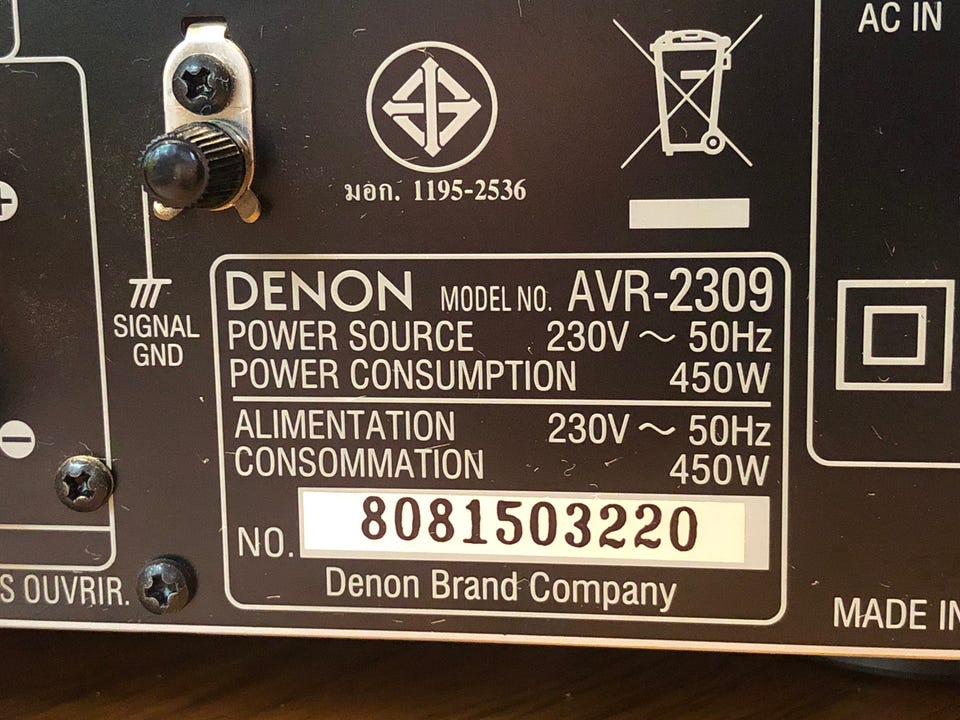 AC IN
มอก. 1195-2536
SIGNAL
GND
DENON MODEL NO. AVR-2309
POWER SOURCE 230V ~ 50Hz
POWER CONSUMPTION 450W
ALIMENTATION 230V ~ 50Hz
CONSOMMATION 450W
NO. 8081503220
Denon Brand Company
S OUVRIR.
MADE IN